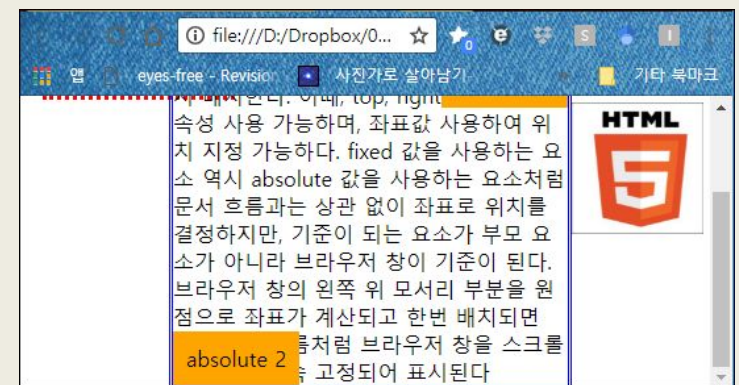 file:///D:/Dropbox/0...
앱 eyes-free - Revision 사진가로 살아남기 기타 북마크
top, right
속성 사용 가능하며, 좌표값 사용하여 위
치 지정 가능하다. fixed 값을 사용하는 요
소 역시 absolute 값을 사용하는 요소처럼
문서 흐름과는 상관 없이 좌표로 위치를
결정하지만, 기준이 되는 요소가 부모 요
소가 아니라 브라우저 창이 기준이 된다.
브라우저 창의 왼쪽 위 모서리 부분을 원
점으로 좌표가 계산되고 한번 배치되면
absolute 2
처럼 브라우저 창을 스크롤
고정되어 표시된다
HTML
5